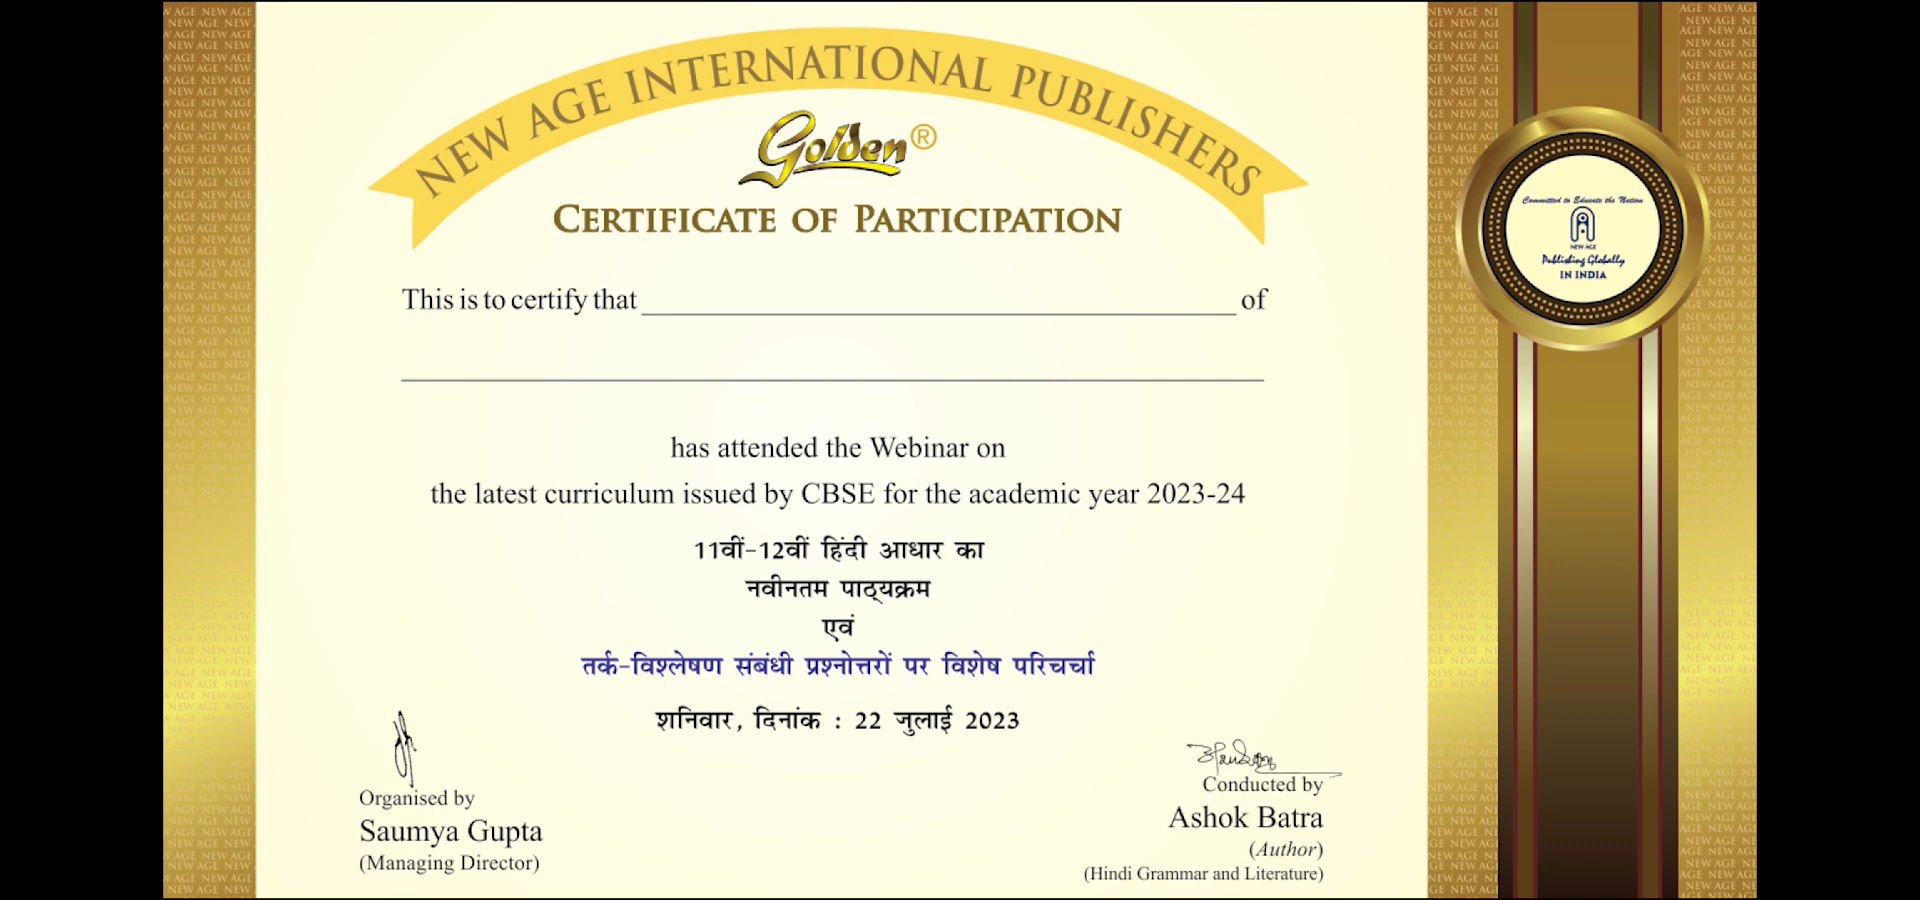 NEW AGE INTERNATIONAL PUBLISHERS
Golden®
CERTIFICATE OF PARTICIPATION
This is to certify that of
has attended the Webinar on
the latest curriculum issued by CBSE for the academic year 2023-24
11वीं-12वीं हिंदी आधार का
नवीनतम पाठ्यक्रम
एवं
तर्क-विश्लेषण संबंधी प्रश्नोत्तरों पर विशेष परिचर्चा
शनिवार, दिनांक : 22 जुलाई 2023
Organised by
Saumya Gupta
(Managing Director)
Conducted by
Ashok Batra
(Author)
(Hindi Grammar and Literature)
Committed to Educate the Nation
NEW AGE
Publishing Globally
IN INDIA